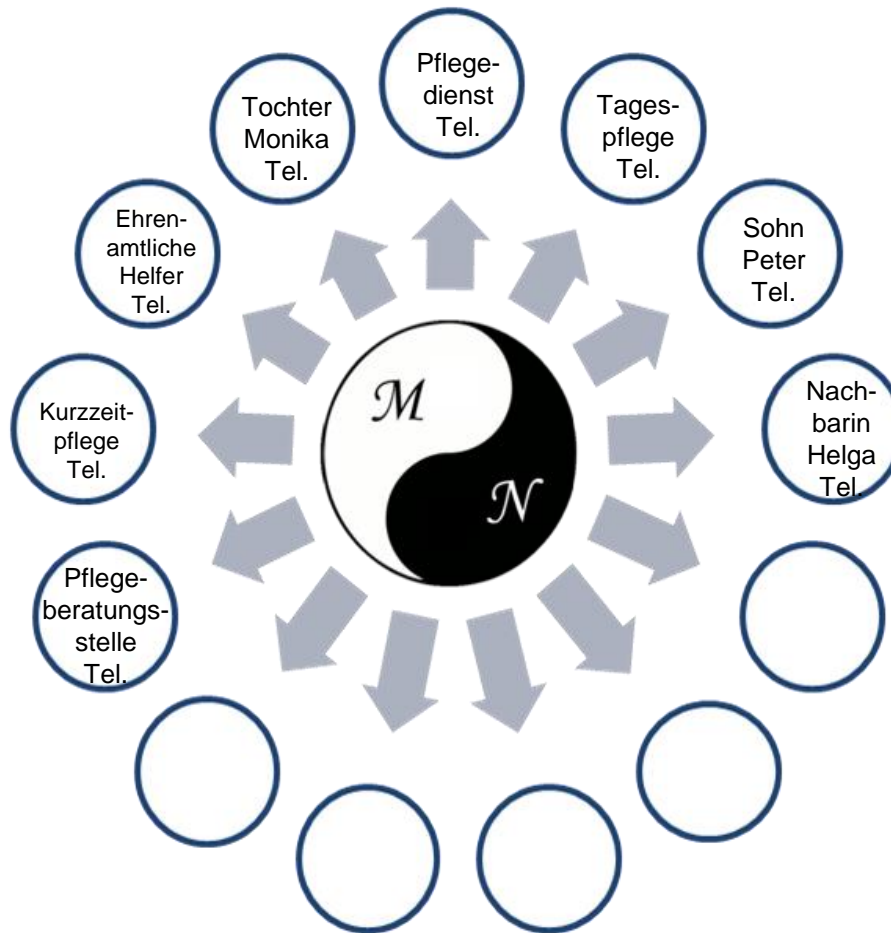 Pflege-
dienst
Tel.
Tages-
pflege
Tel.
Sohn
Peter
Tel.
Nach-
barin
Helga
Tel.
Tochter
Monika
Tel.
Ehren-
amtliche
Helfer
Tel.
Kurzzeit-
pflege
Tel.
Pflege-
beratungs-
stelle
Tel.
M
N